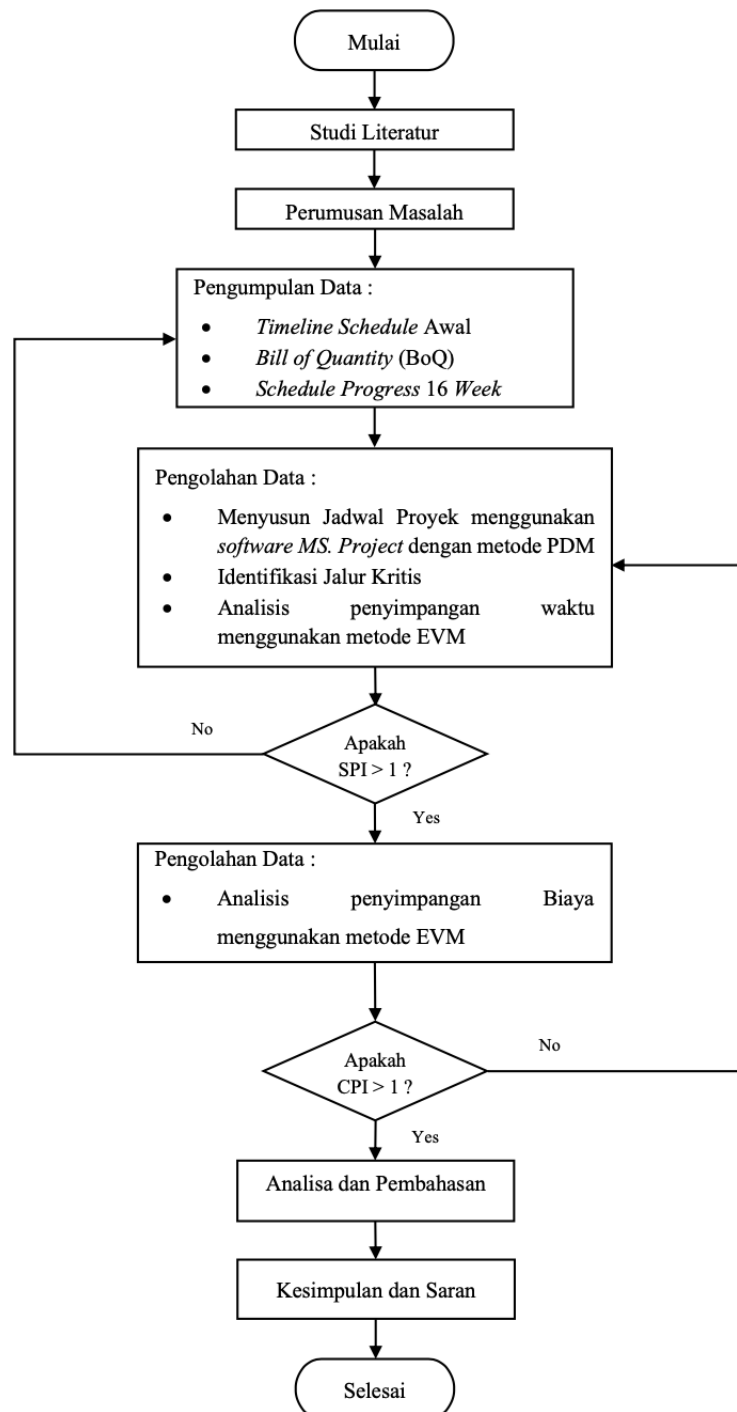 Mulai
Studi Literatur
Perumusan Masalah
Pengumpulan Data :
• Timeline Schedule Awal
• Bill of Quantity (BoQ)
• Schedule Progress 16 Week
Pengolahan Data :
• Menyusun Jadwal Proyek menggunakan
software MS. Project dengan metode PDM
• Identifikasi Jalur Kritis
• Analisis penyimpangan waktu
menggunakan metode EVM
No
Apakah
SPI > 1 ?
Yes
Pengolahan Data :
• Analisis penyimpangan Biaya
menggunakan metode EVM
Apakah
CPI > 1 ?
No
Yes
Analisa dan Pembahasan
Kesimpulan dan Saran
Selesai